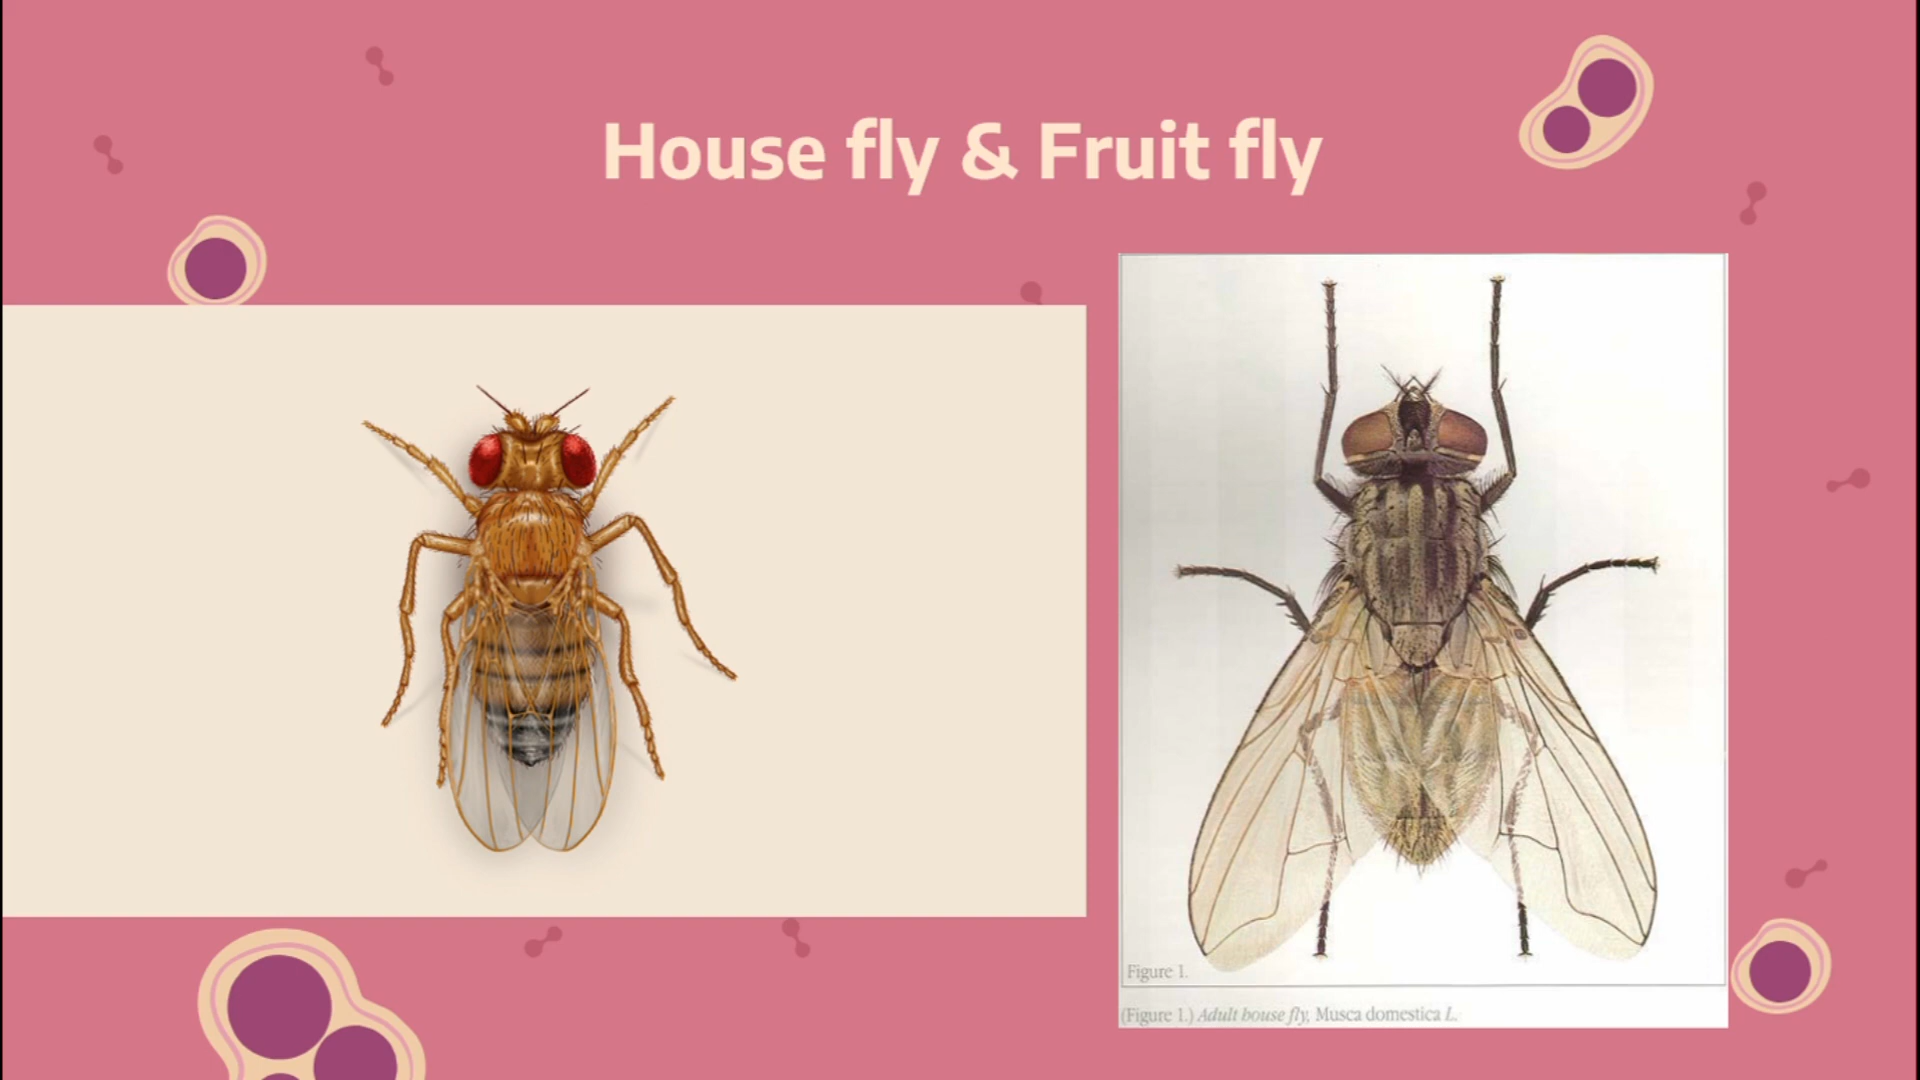 House fly & Fruit fly
Figure 1.
(Figure 1.) Adult house fly, Musca domestica L.